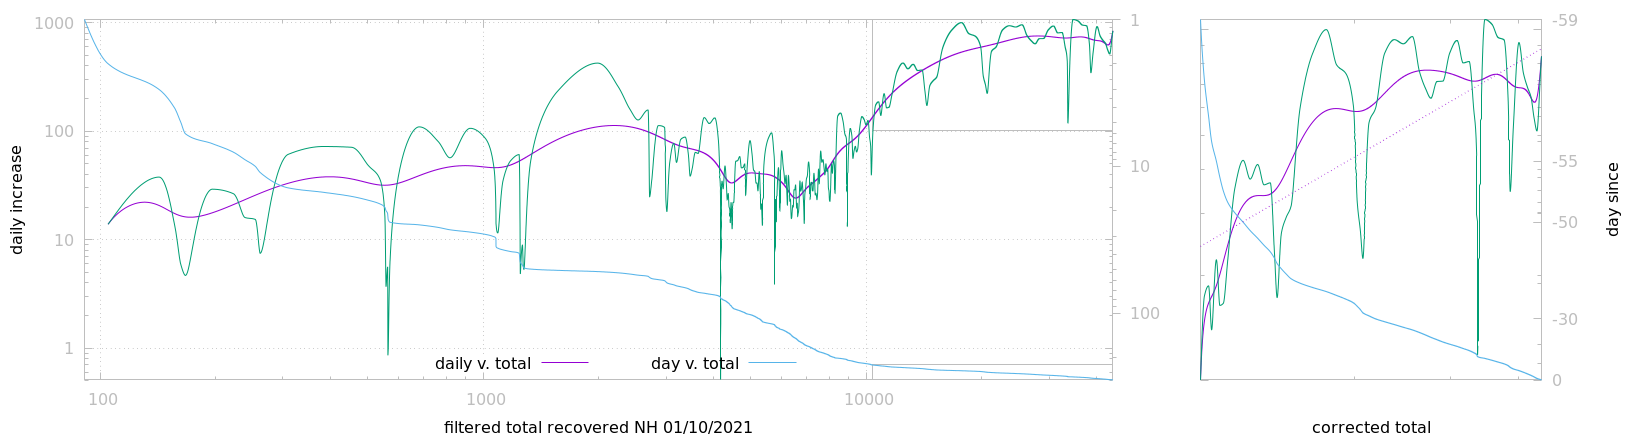 1000
100
10
1
daily increase
100
1000
10000
1
10
100
daily v. total
day v. total
filtered total recovered NH 01/10/2021
-59
-55
-50
-30
0
day since
corrected total